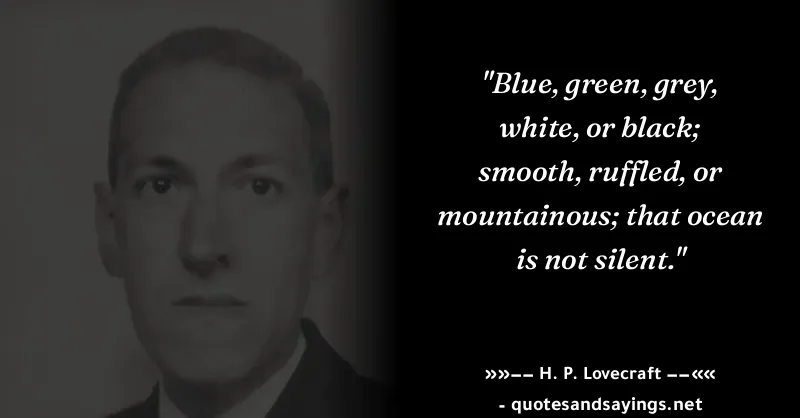 "Blue, green, grey,
white, or black;
smooth, ruffled, or
mountainous; that ocean
is not silent."
»»–– H. P. Lovecraft ––««
- quotesandsayings.net